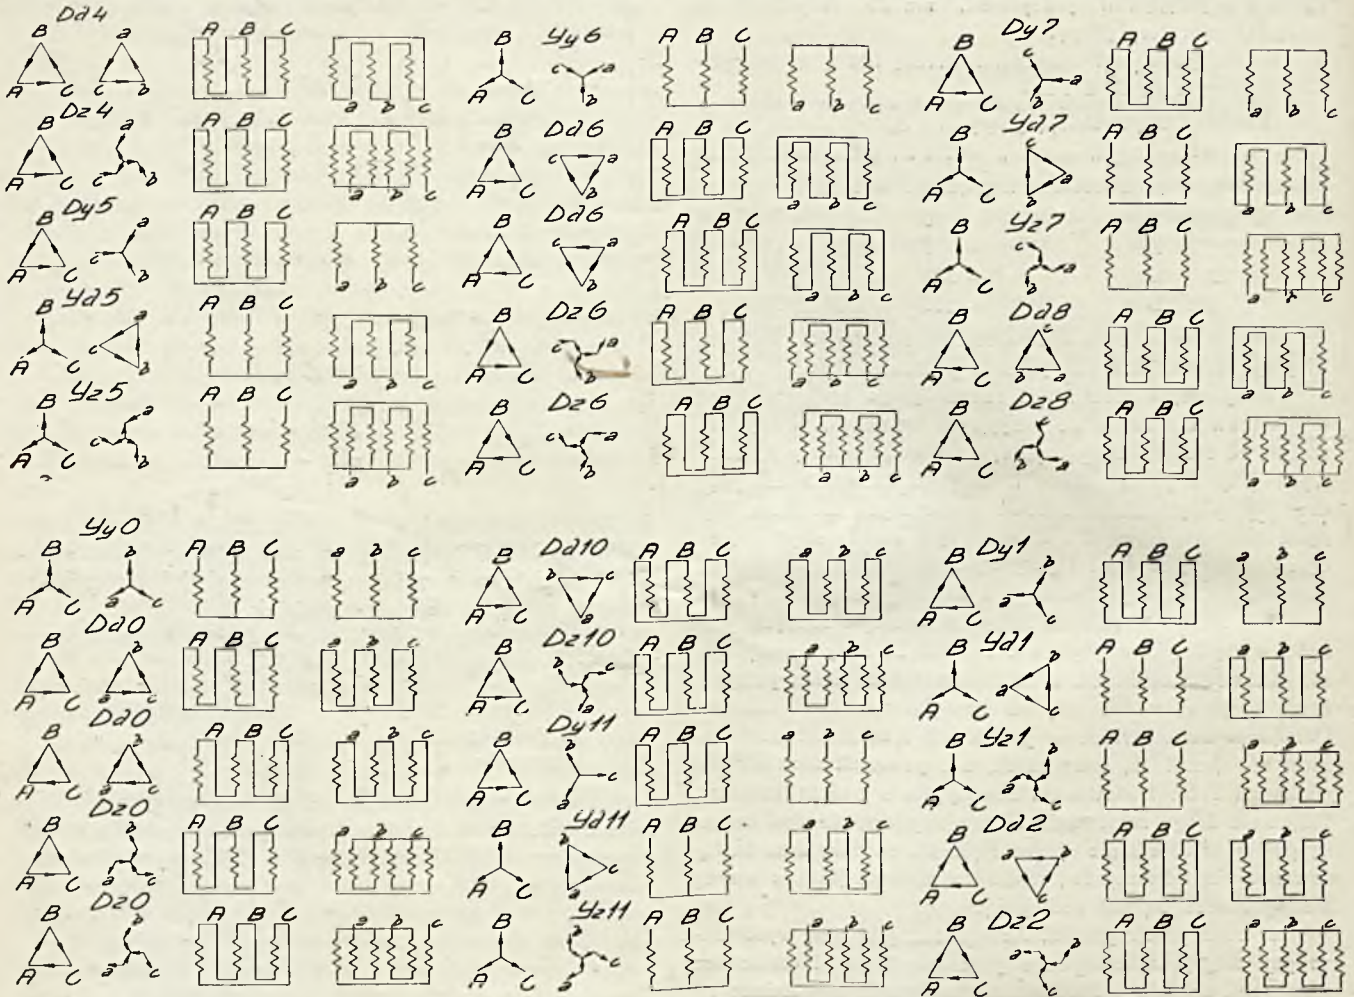 Dd4
B a A B C
A C c b a b c
Dz4
B a A B C
A C c b a b c
Dy5
B a A B C
A C c b a b c
Yd5
B a A B C
A C c b a b c
Yz5
B a A B C
A C c b a b c
Yy6
B A B C
c a
A C b a b c
Dd6
B A B C
c a
A C b a b c
Dd6
B A B C
c a
A C b a b c
Dz6
B A B C
c a
A C b a b c
Dz6
B A B C
c a
A C b a b c
Dy7
B c A B C
a
A C b a b c
Yd7
B c A B C
a
A C b a b c
Yz7
B c A B C
a
A C b a b c
Dd8
B c A B C
A C b a a b c
Dz8
B c A B C
A C b a a b c
Yy0
B b A B C a b c
A C a c
Dd0
B b A B C a b c
A C a c
Dd0
B b A B C a b c
A C a c
Dz0
B b A B C a b c
A C a c
Dz0
B b A B C a b c
A C a c
Dd10
B b c A B C a b c
A C a
Dz10
B b c A B C a b c
A C a
Dy11
B b A B C a b c
c
A C a
Yd11
B b A B C a b c
c
A C a
Yz11
B b A B C a b c
c
A C a
Dy1
B b A B C a b c
a
A C c
Yd1
B b A B C a b c
a
A C c
Yz1
B b A B C a b c
a
A C c
Dd2
B a b A B C a b c
A C c
Dz2
B a b A B C a b c
A C c